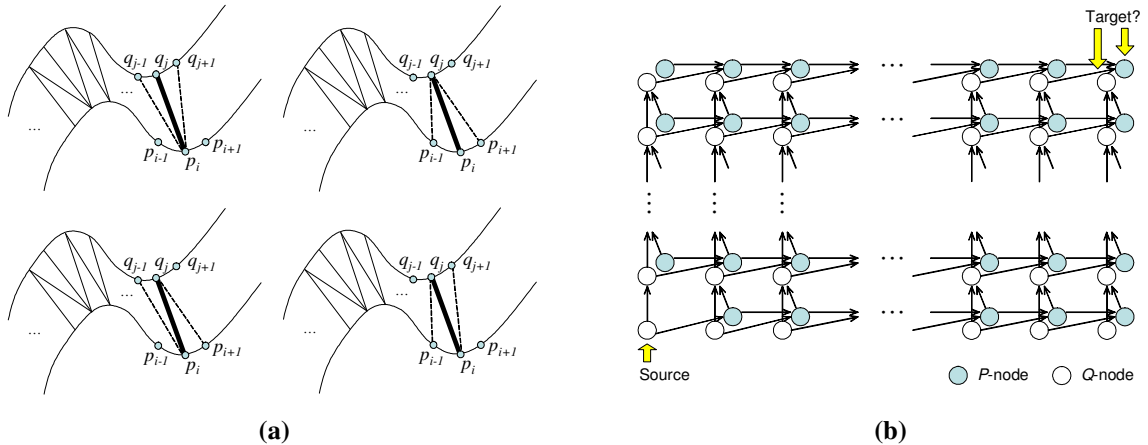 q_{j-1} q_j q_{j+1}
...
...
p_{i-1} p_i p_{i+1}
q_{j-1} q_j q_{j+1}
...
...
p_{i-1} p_i p_{i+1}
q_{j-1} q_j q_{j+1}
...
...
p_{i-1} p_i p_{i+1}
q_{j-1} q_j q_{j+1}
...
...
p_{i-1} p_i p_{i+1}
(a)
Target?
...
...
...
...
Source
P-node Q-node
(b)